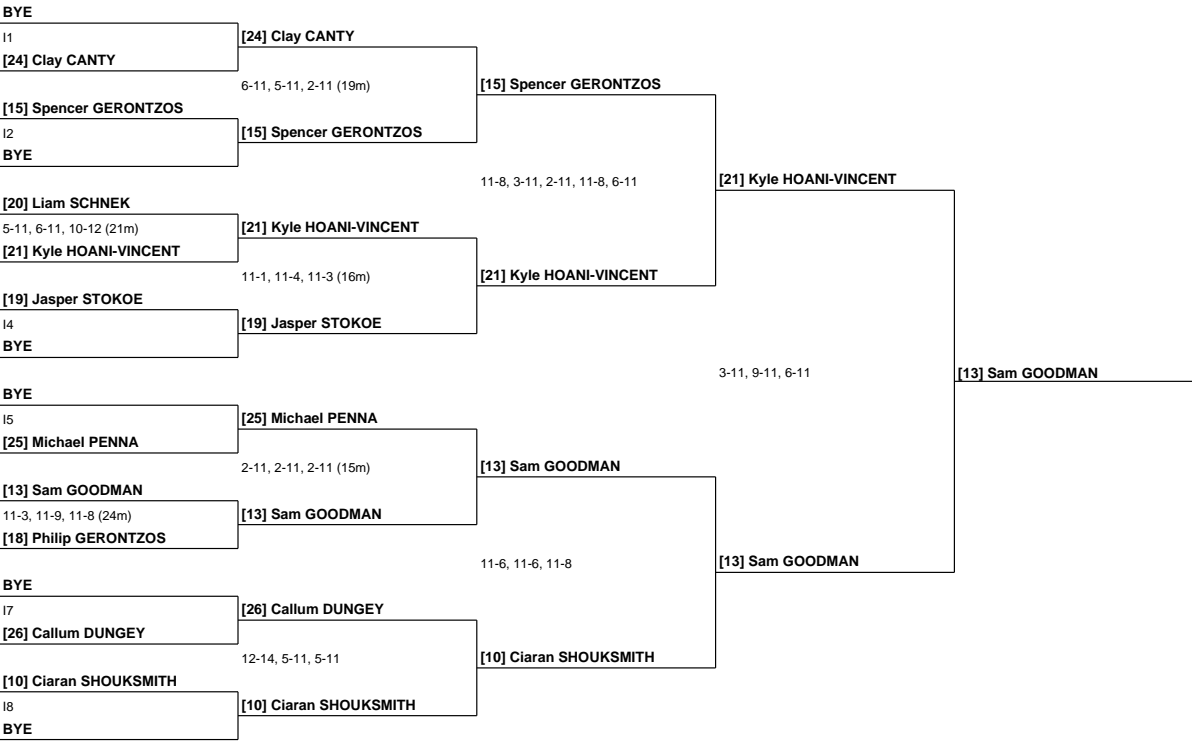 BYE
I1
[24] Clay CANTY
[15] Spencer GERONTZOS
I2
BYE
[20] Liam SCHNEK
5-11, 6-11, 10-12 (21m)
[21] Kyle HOANI-VINCENT
[19] Jasper STOKOE
I4
BYE
BYE
I5
[25] Michael PENNA
[13] Sam GOODMAN
11-3, 11-9, 11-8 (24m)
[18] Philip GERONTZOS
BYE
I7
[26] Callum DUNGEY
[10] Ciaran SHOUKSMITH
I8
BYE
[24] Clay CANTY
6-11, 5-11, 2-11 (19m)
[15] Spencer GERONTZOS
[21] Kyle HOANI-VINCENT
11-1, 11-4, 11-3 (16m)
[19] Jasper STOKOE
[25] Michael PENNA
2-11, 2-11, 2-11 (15m)
[13] Sam GOODMAN
[26] Callum DUNGEY
12-14, 5-11, 5-11
[10] Ciaran SHOUKSMITH
[15] Spencer GERONTZOS
11-8, 3-11, 2-11, 11-8, 6-11
[21] Kyle HOANI-VINCENT
[13] Sam GOODMAN
11-6, 11-6, 11-8
[10] Ciaran SHOUKSMITH
[21] Kyle HOANI-VINCENT
3-11, 9-11, 6-11
[13] Sam GOODMAN
[13] Sam GOODMAN